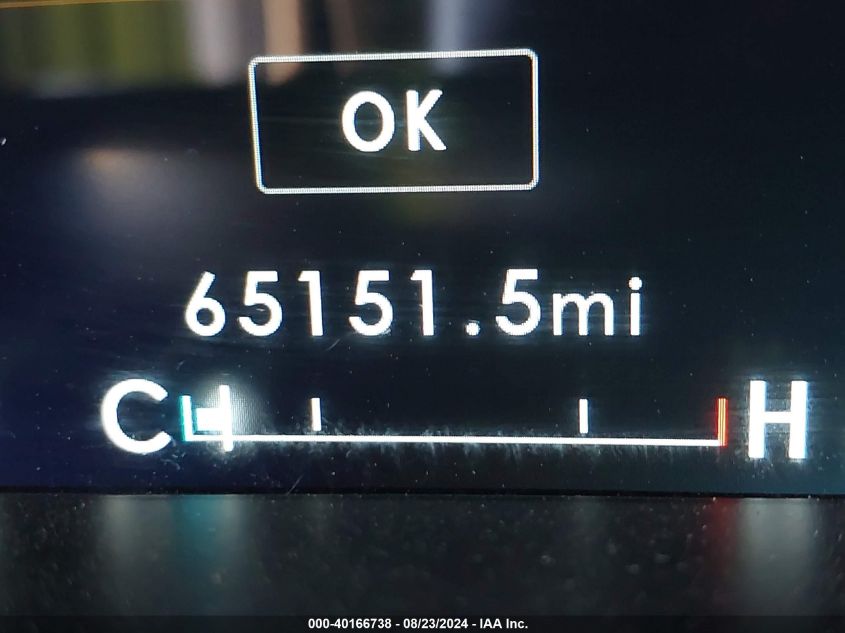 OK
65151.5mi
C H
000-40166738 - 08/23/2024 - IAA Inc.